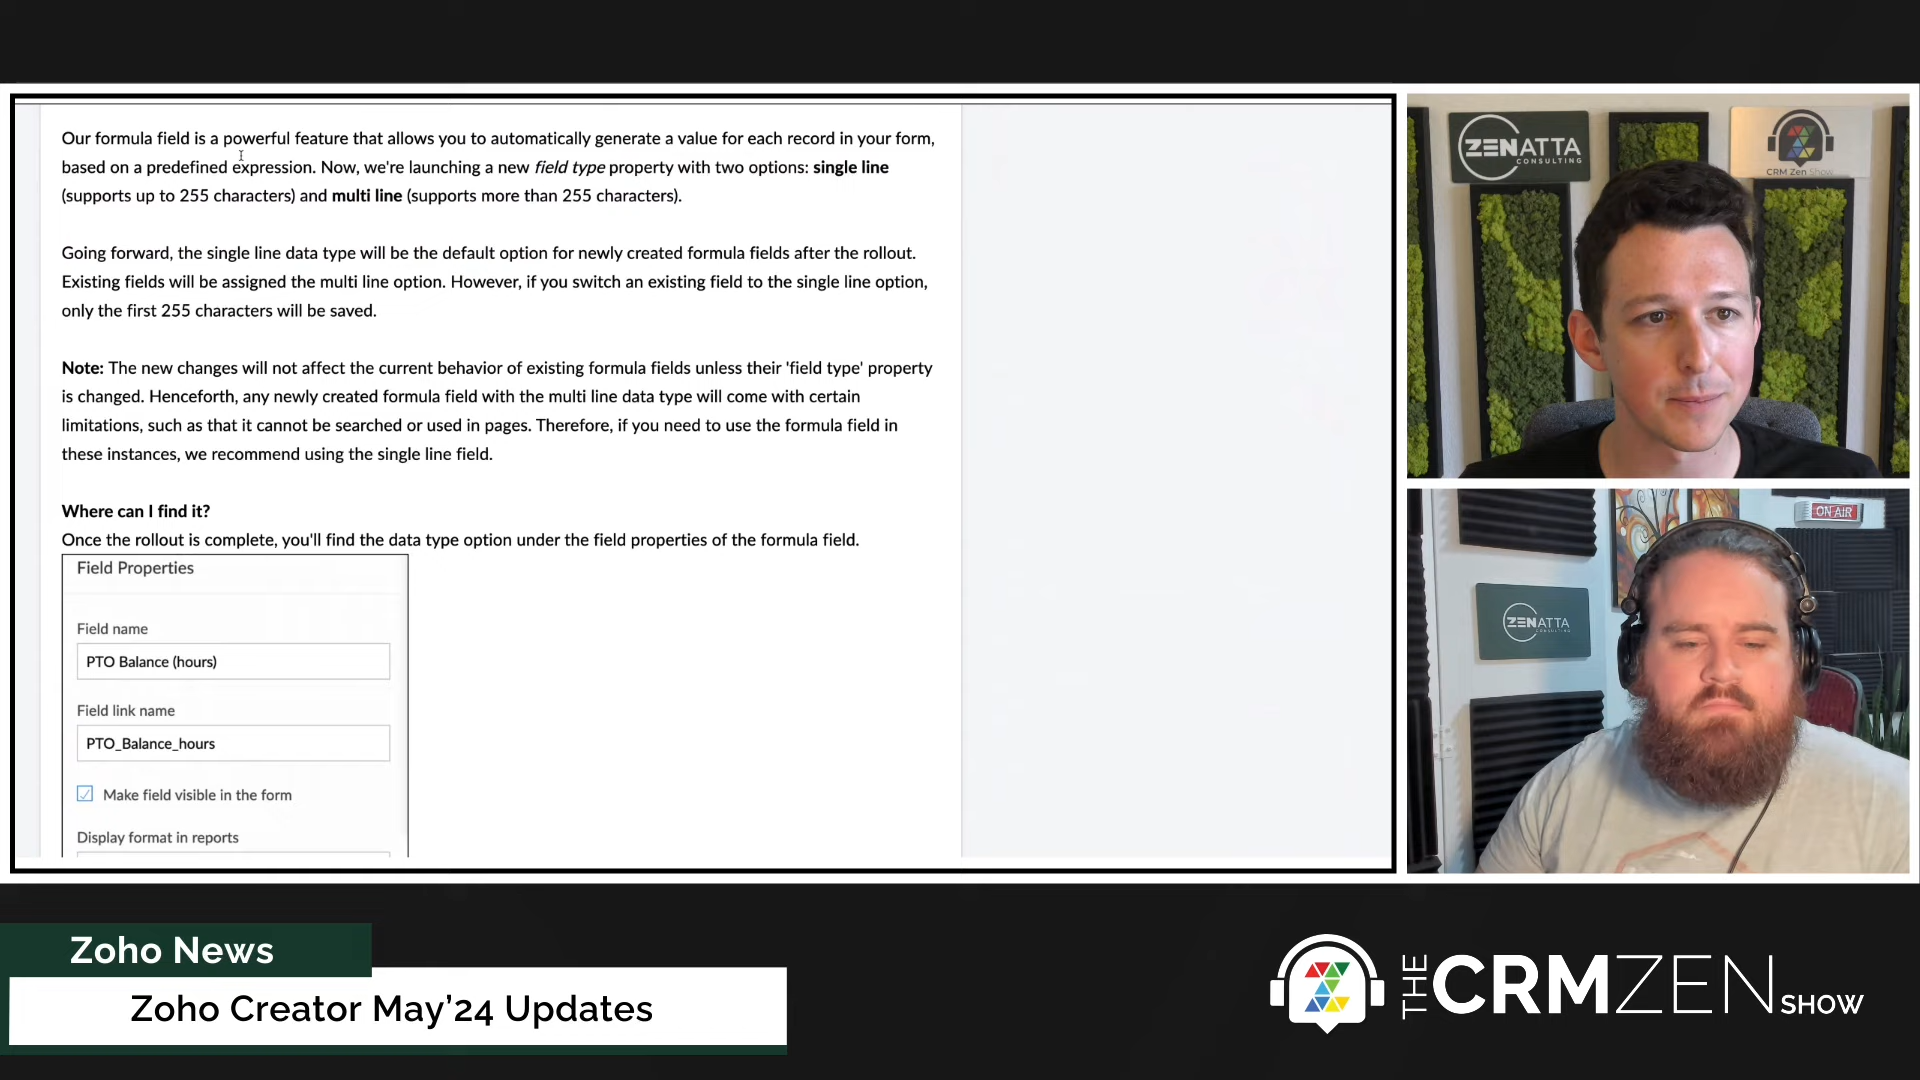 Our formula field is a powerful feature that allows you to automatically generate a value for each record in your form,
based on a predefined expression. Now, we're launching a new field type property with two options: single line
(supports up to 255 characters) and multi line (supports more than 255 characters).
Going forward, the single line data type will be the default option for newly created formula fields after the rollout.
Existing fields will be assigned the multi line option. However, if you switch an existing field to the single line option,
only the first 255 characters will be saved.
Note: The new changes will not affect the current behavior of existing formula fields unless their 'field type' property
is changed. Henceforth, any newly created formula field with the multi line data type will come with certain
limitations, such as that it cannot be searched or used in pages. Therefore, if you need to use the formula field in
these instances, we recommend using the single line field.
Where can I find it?
Once the rollout is complete, you'll find the data type option under the field properties of the formula field.
Field Properties
Field name
PTO Balance (hours)
Field link name
PTO_Balance_hours
Make field visible in the form
Display format in reports
ZENATTA
CONSULTING
CRM Zen Show
ON AIR
ZENATTA
CONSULTING
Zoho News
Zoho Creator May'24 Updates
THE CRMZEN SHOW